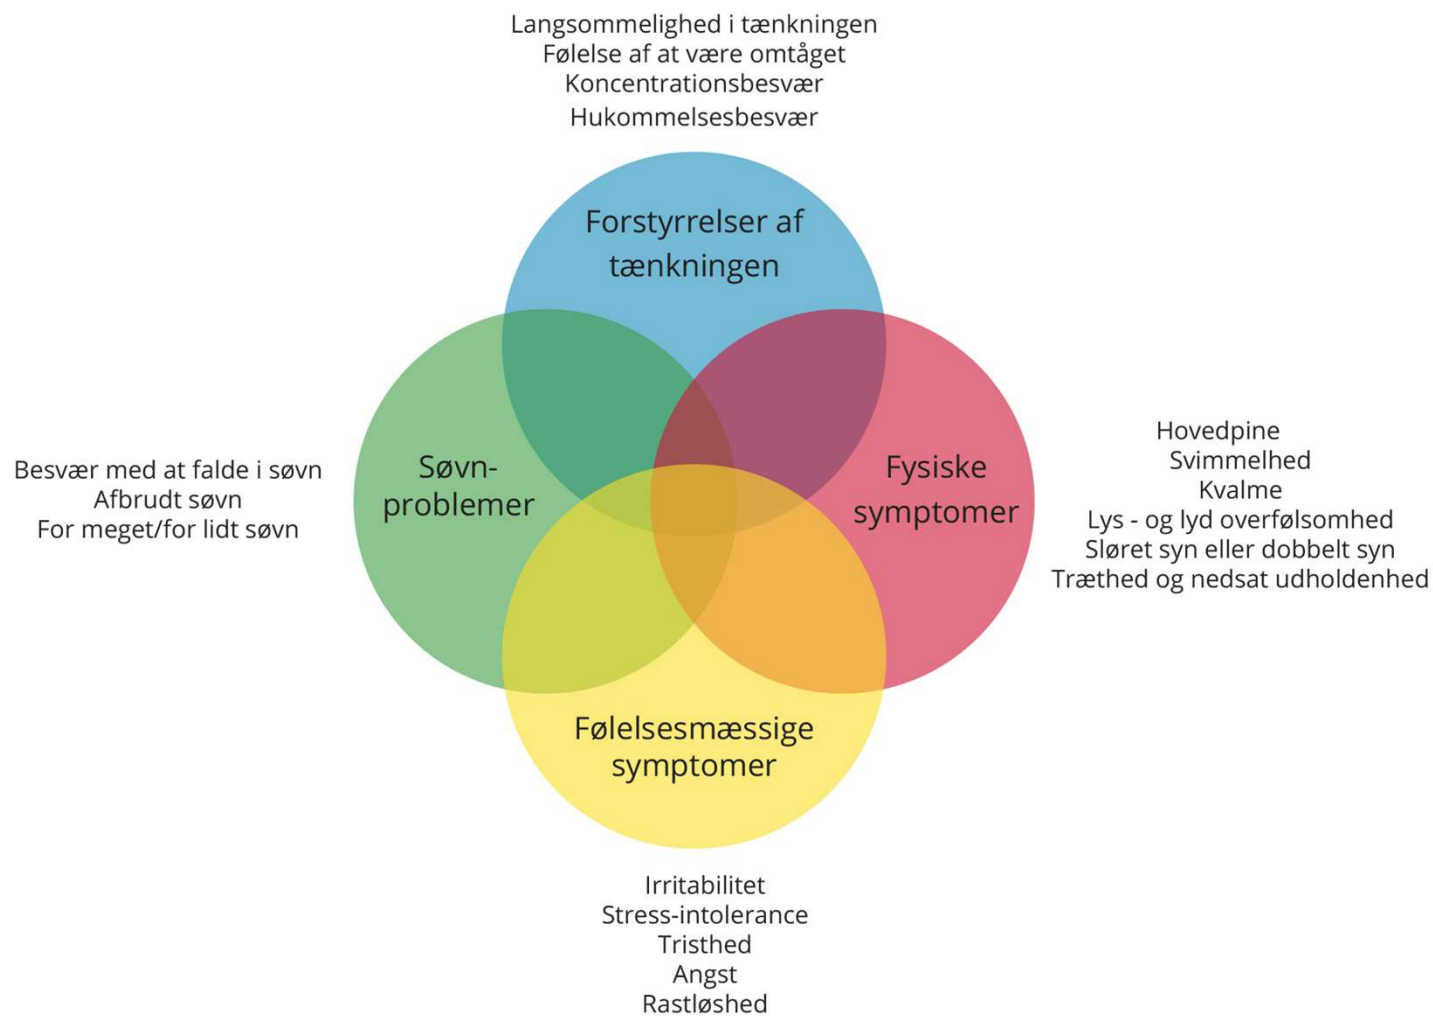 Langsommelighed i tænkningen
Følelse af at være omtåget
Koncentrationsbesvær
Hukommelsesbesvær
Forstyrrelser af
tænkningen
Besvær med at falde i søvn
Afbrudt søvn
For meget/for lidt søvn
Søvn-
problemer
Fysiske
symptomer
Hovedpine
Svimmelhed
Kvalme
Lys - og lyd overfølsomhed
Sløret syn eller dobbelt syn
Træthed og nedsat udholdenhed
Følelsesmæssige
symptomer
Irritabilitet
Stress-intolerance
Tristhed
Angst
Rastløshed